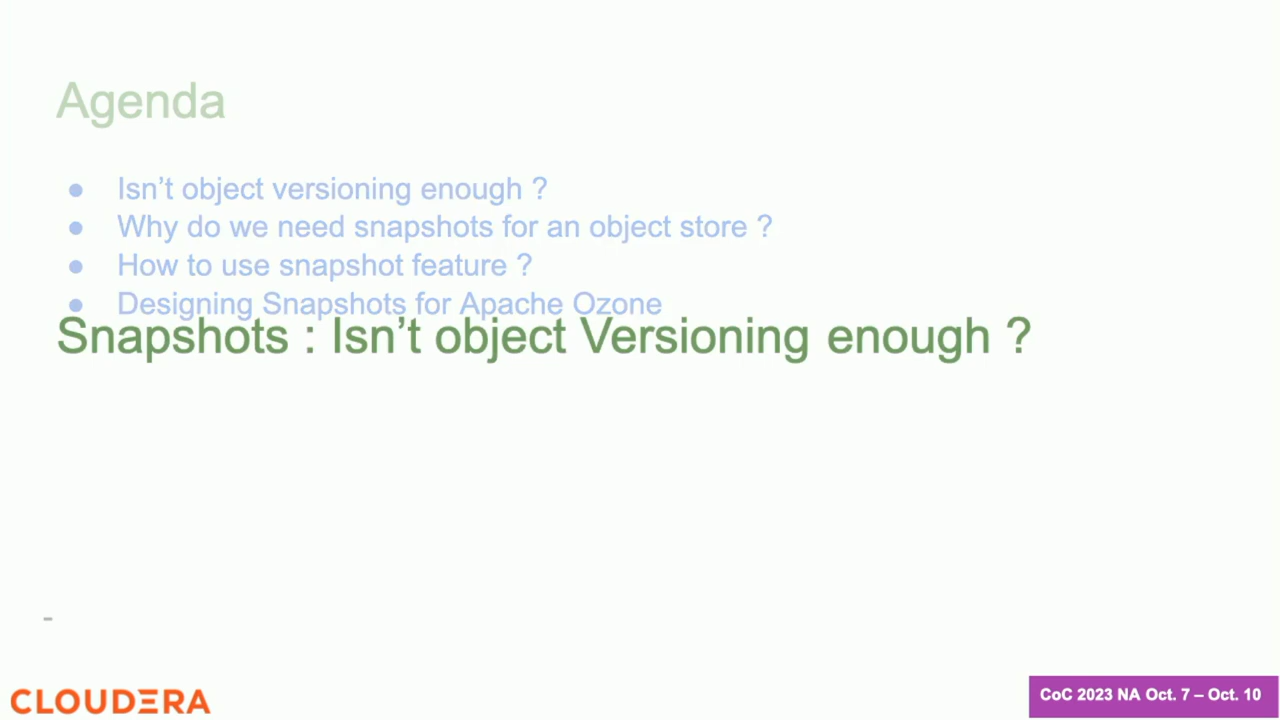 Agenda
● Isn’t object versioning enough ?
● Why do we need snapshots for an object store ?
● How to use snapshot feature ?
● Designing Snapshots for Apache Ozone
Snapshots : Isn’t object Versioning enough ?
-
CLOUDERA
CoC 2023 NA Oct. 7 – Oct. 10